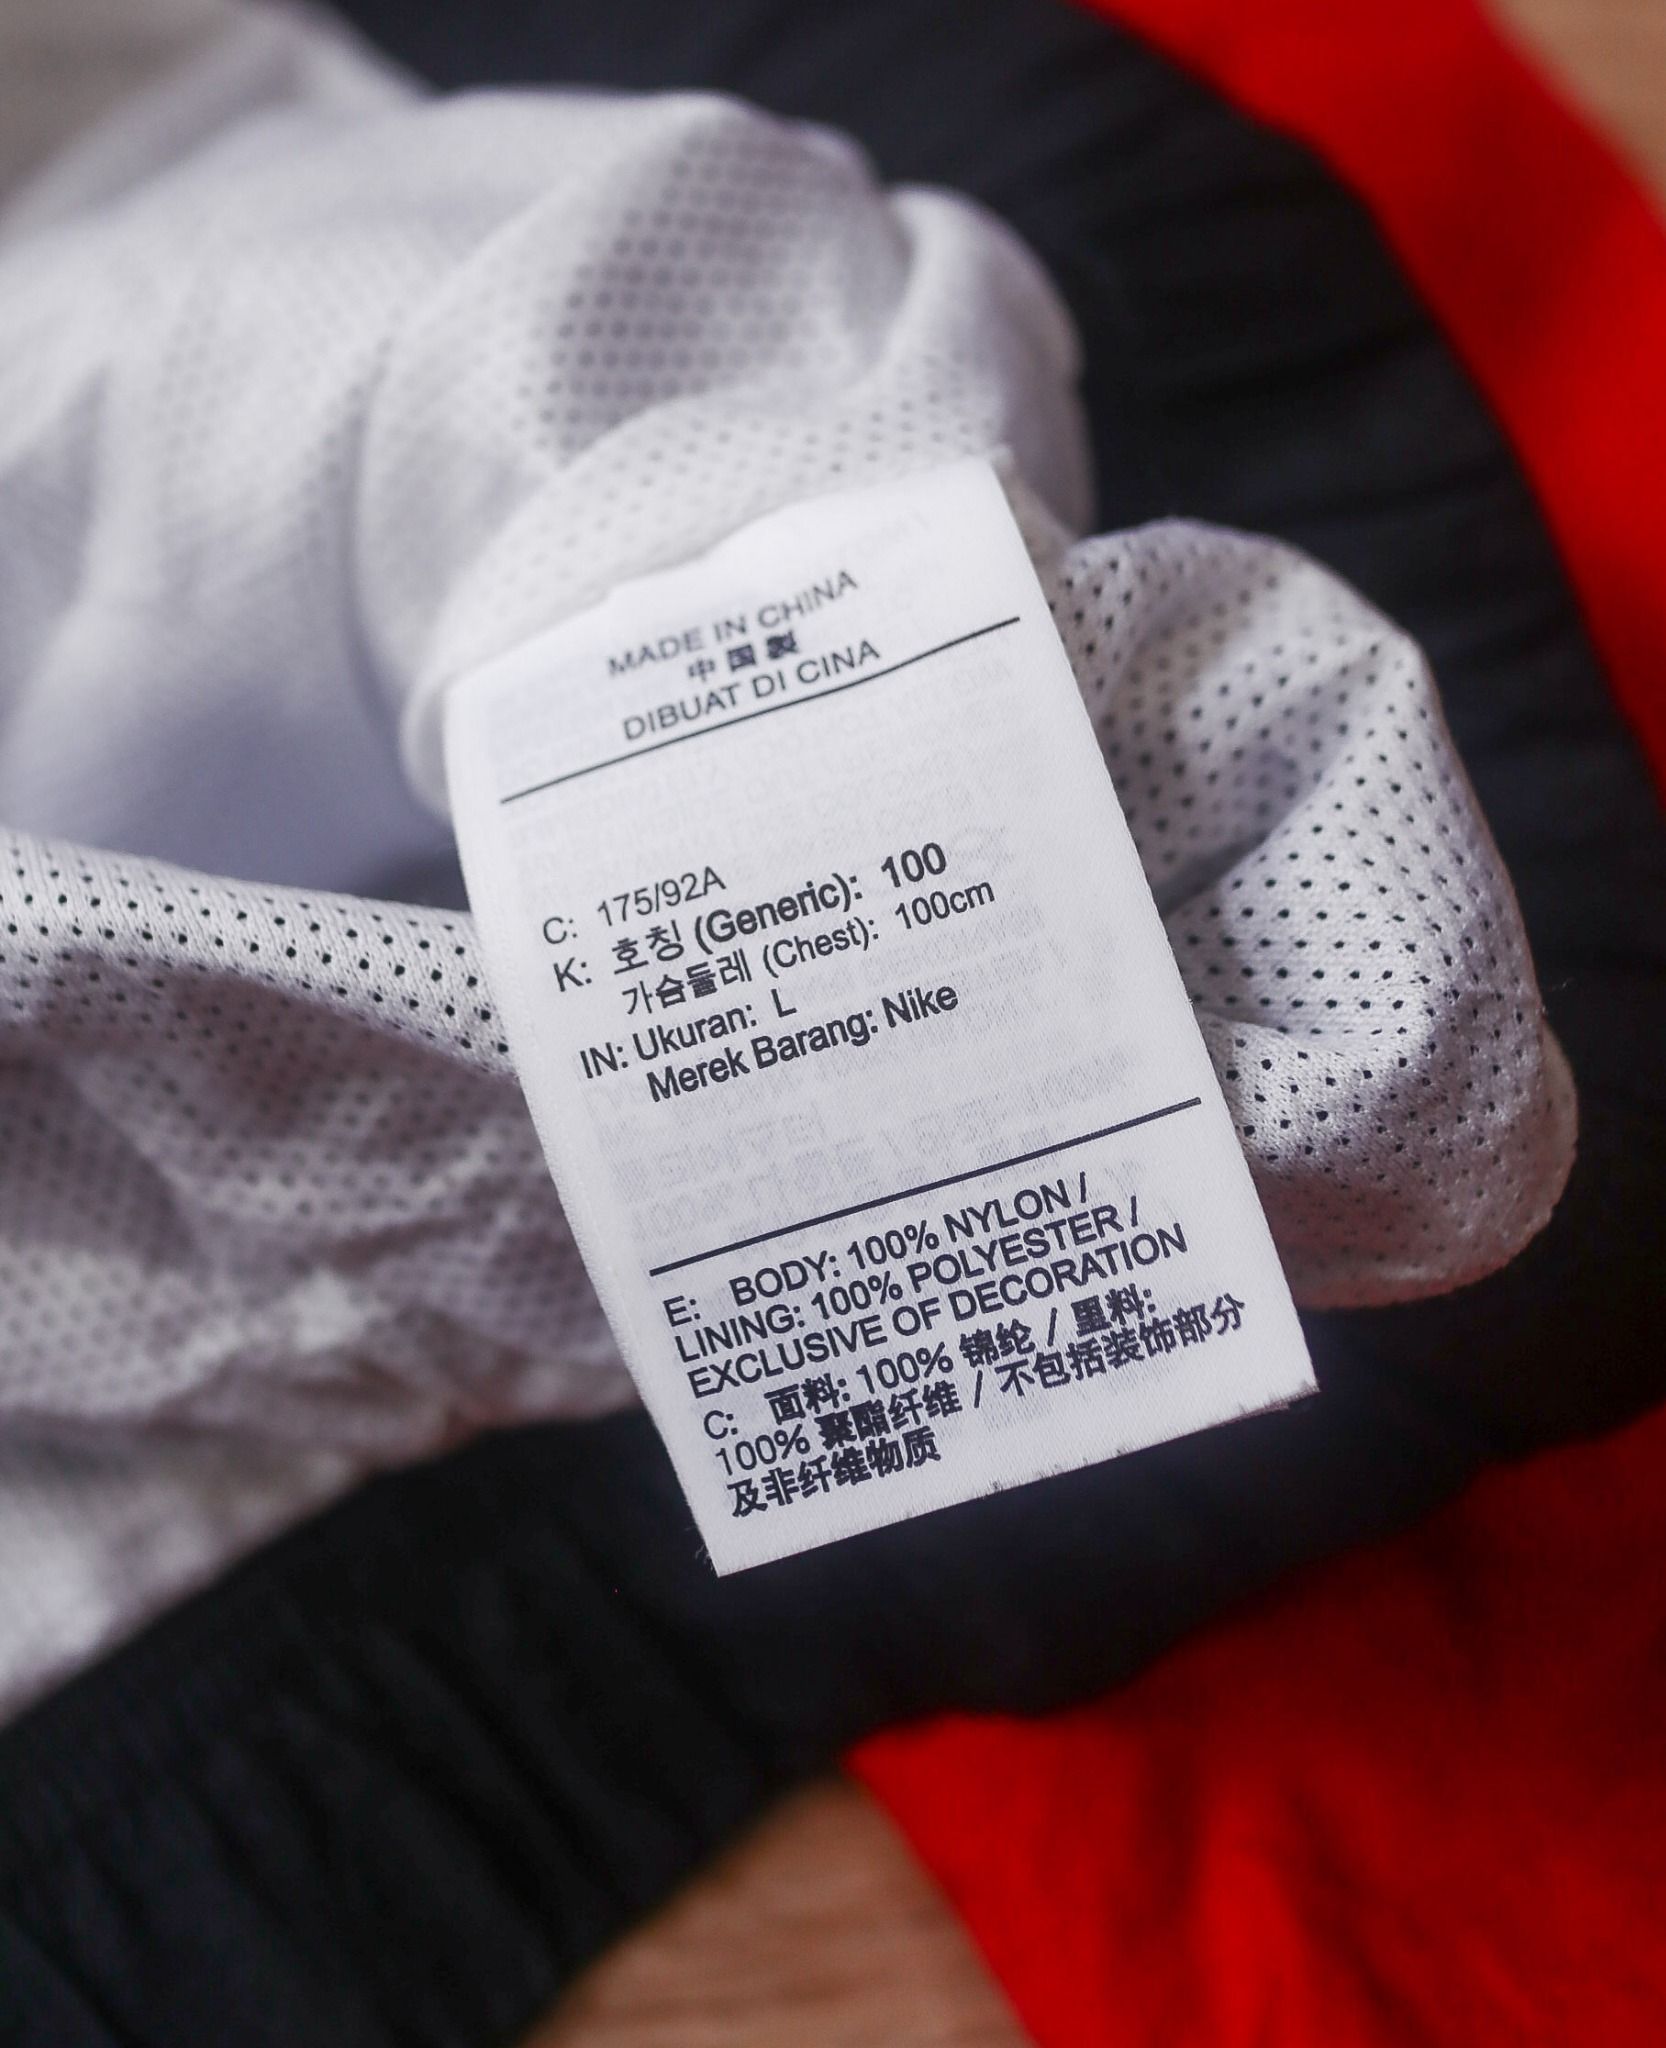 MADE IN CHINA
中国製
DIBUAT DI CINA
C: 175/92A
K: 호칭 (Generic): 100
가슴둘레 (Chest): 100cm
IN: Ukuran: L
Merek Barang: Nike
E: BODY: 100% NYLON /
LINING: 100% POLYESTER /
EXCLUSIVE OF DECORATION
C: 面料: 100% 锦纶 / 里料:
100% 聚酯纤维 / 不包括装饰部分
及非纤维物质